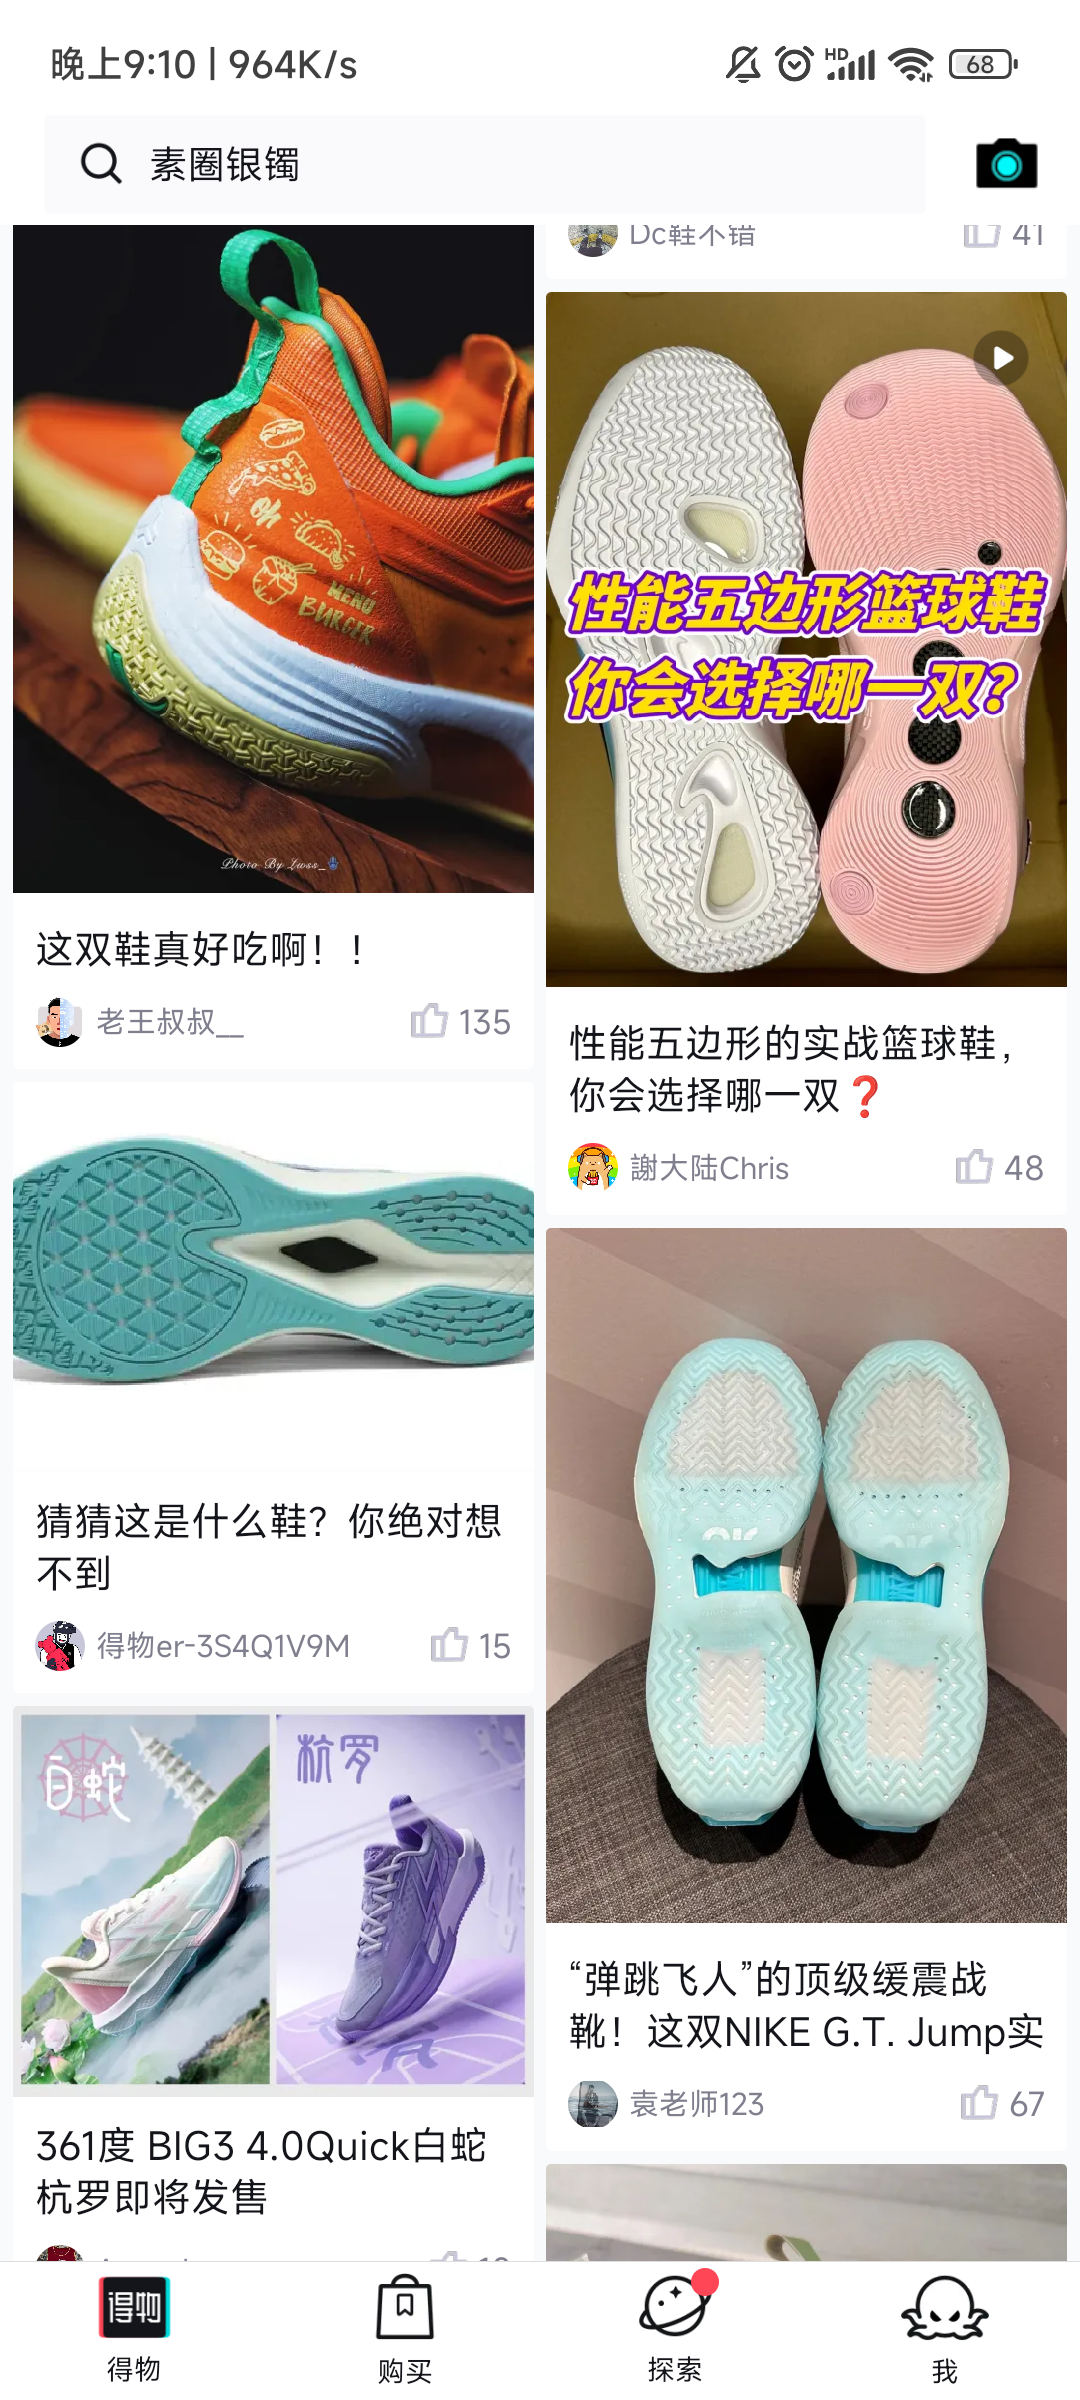 晚上9:10 | 964K/s
HD
68
素圈银镯
Dc鞋不错
41
OH
MENU
BURGER
Photo By Lwss_
这双鞋真好吃啊！！
老王叔叔__
135
性能五边形篮球鞋
你会选择哪一双？
性能五边形的实战篮球鞋，
你会选择哪一双❓
謝大陆Chris
48
猜猜这是什么鞋？你绝对想
不到
得物er-3S4Q1V9M
15
白蛇
杭罗
361度 BIG3 4.0Quick白蛇
杭罗即将发售
“弹跳飞人”的顶级缓震战
靴！这双NIKE G.T. Jump实
袁老师123
67
得物
得物
购买
探索
我